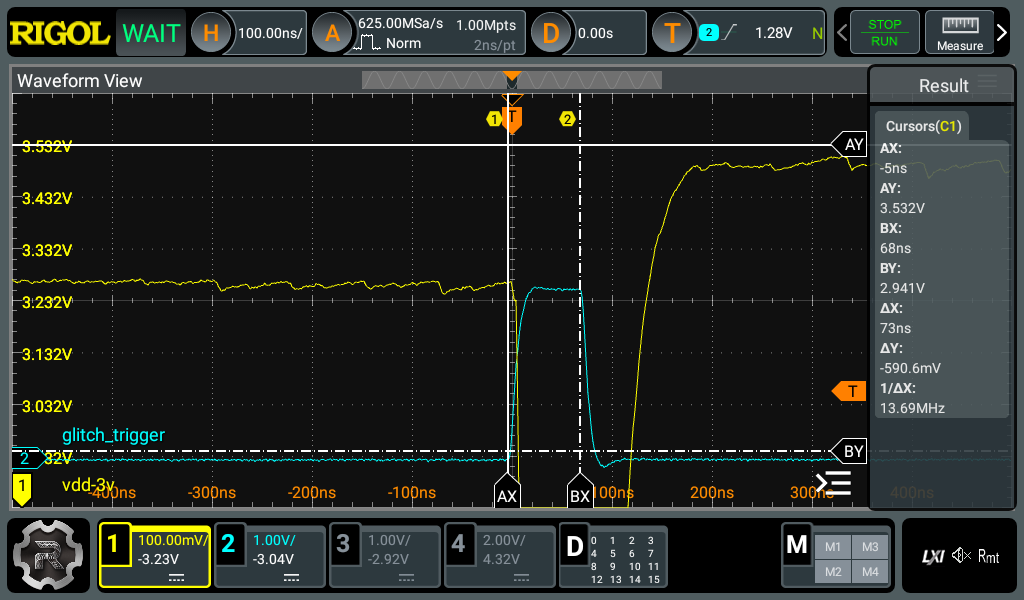 RIGOL WAIT H 100.00ns/ A 625.00MSa/s 1.00Mpts D 0.00s T 2 1.28V N STOP
Norm 2ns/pt RUN Measure
Waveform View
Result
1 T 2
Cursors(C1)
3.532V AY
AX:
-5ns
AY:
3.432V
3.532V
BX:
3.332V
68ns
BY:
2.941V
3.232V
ΔX:
73ns
3.132V
ΔY:
-590.6mV
T
1/ΔX:
3.032V
13.69MHz
glitch_trigger
2 32V BY
1 vdd-3v
-400ns -300ns -200ns -100ns AX BX 100ns 200ns 300ns 400ns
1 100.00mV/ 2 1.00V/ 3 1.00V/ 4 2.00V/ D 0 1 2 3 M M1 M3
-3.23V -3.04V -2.92V 4.32V 4 5 6 7
8 9 10 11
12 13 14 15
M2 M4
LXI Rmt